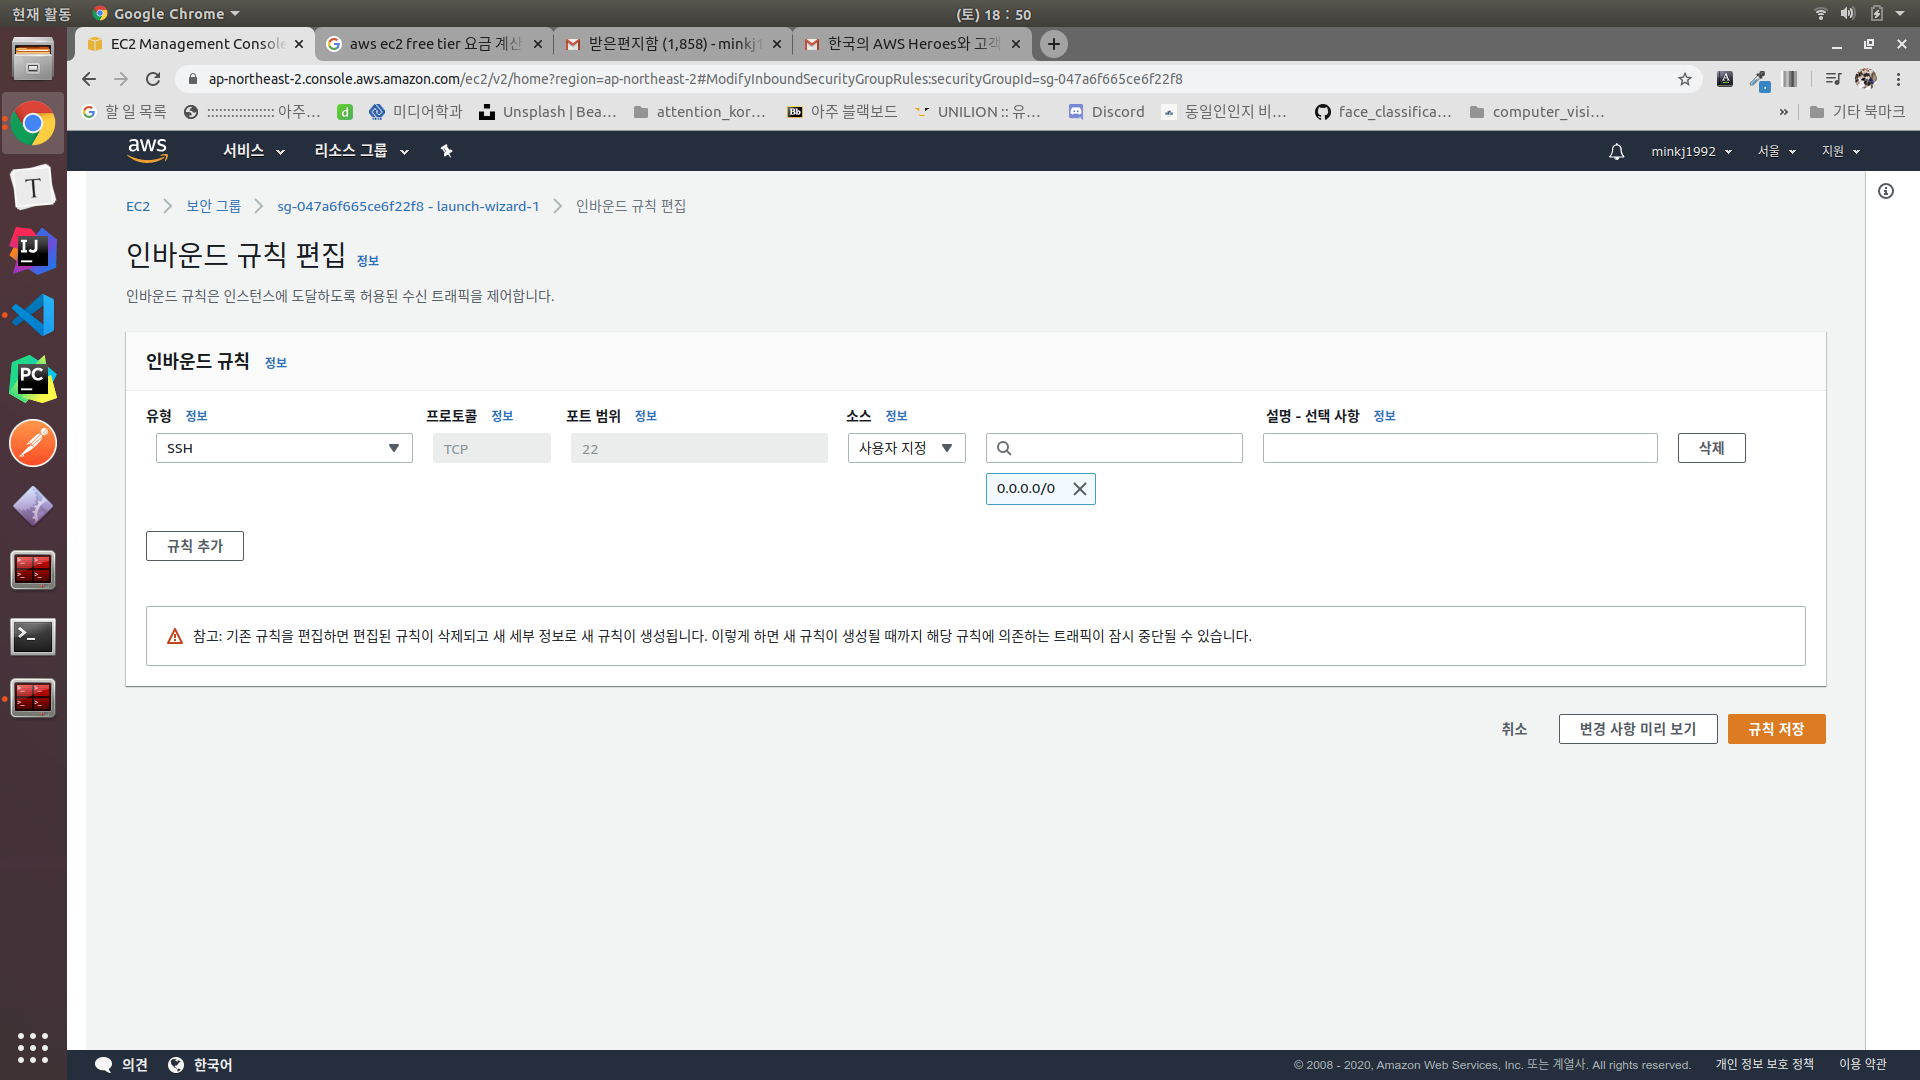 현재 활동
Google Chrome
(토) 18 : 50
EC2 Management Console
aws ec2 free tier 요금 계산
받은편지함 (1,858) - minkj1
한국의 AWS Heroes와 고객
ap-northeast-2.console.aws.amazon.com/ec2/v2/home?region=ap-northeast-2#ModifyInboundSecurityGroupRules:securityGroupId=sg-047a6f665ce6f22f8
할 일 목록
::::::::::::::::: 아주...
d
미디어학과
Unsplash | Bea...
attention_kor...
Bb 아주 블랙보드
UNILION :: 유...
Discord
동일인인지 비...
face_classifica...
computer_visi...
»
기타 북마크
aws
서비스
리소스 그룹
minkj1992
서울
지원
EC2
보안 그룹
sg-047a6f665ce6f22f8 - launch-wizard-1
인바운드 규칙 편집
인바운드 규칙 편집 정보
인바운드 규칙은 인스턴스에 도달하도록 허용된 수신 트래픽을 제어합니다.
인바운드 규칙 정보
유형 정보
프로토콜 정보
포트 범위 정보
소스 정보
설명 - 선택 사항 정보
SSH
TCP
22
사용자 지정
삭제
0.0.0.0/0
규칙 추가
참고: 기존 규칙을 편집하면 편집된 규칙이 삭제되고 새 세부 정보로 새 규칙이 생성됩니다. 이렇게 하면 새 규칙이 생성될 때까지 해당 규칙에 의존하는 트래픽이 잠시 중단될 수 있습니다.
취소
변경 사항 미리 보기
규칙 저장
T
IJ
PC
의견
한국어
© 2008 - 2020, Amazon Web Services, Inc. 또는 계열사. All rights reserved.
개인 정보 보호 정책
이용 약관